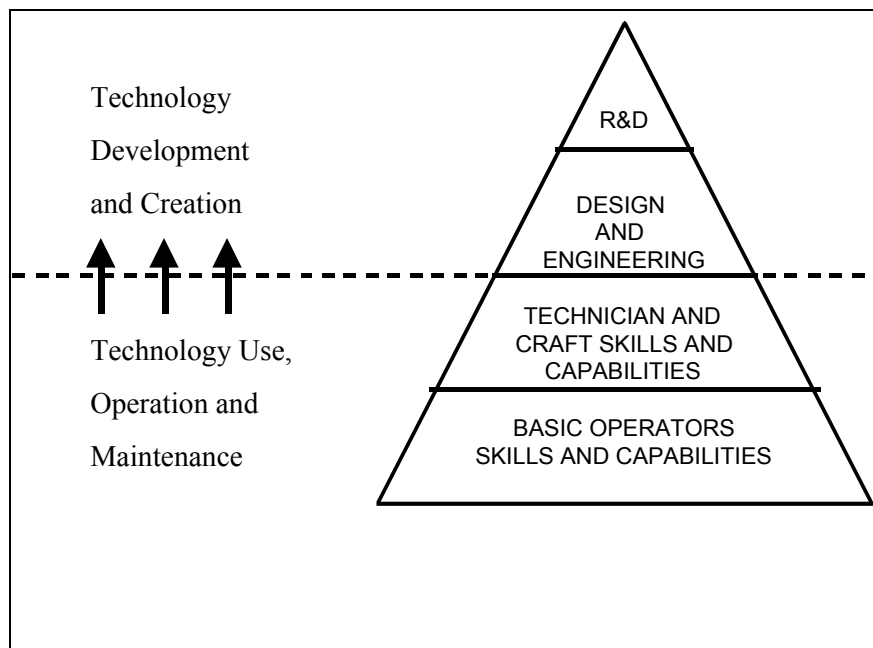 Technology
Development
and Creation
Technology Use,
Operation and
Maintenance
R&D
DESIGN
AND
ENGINEERING
TECHNICIAN AND
CRAFT SKILLS AND
CAPABILITIES
BASIC OPERATORS
SKILLS AND CAPABILITIES